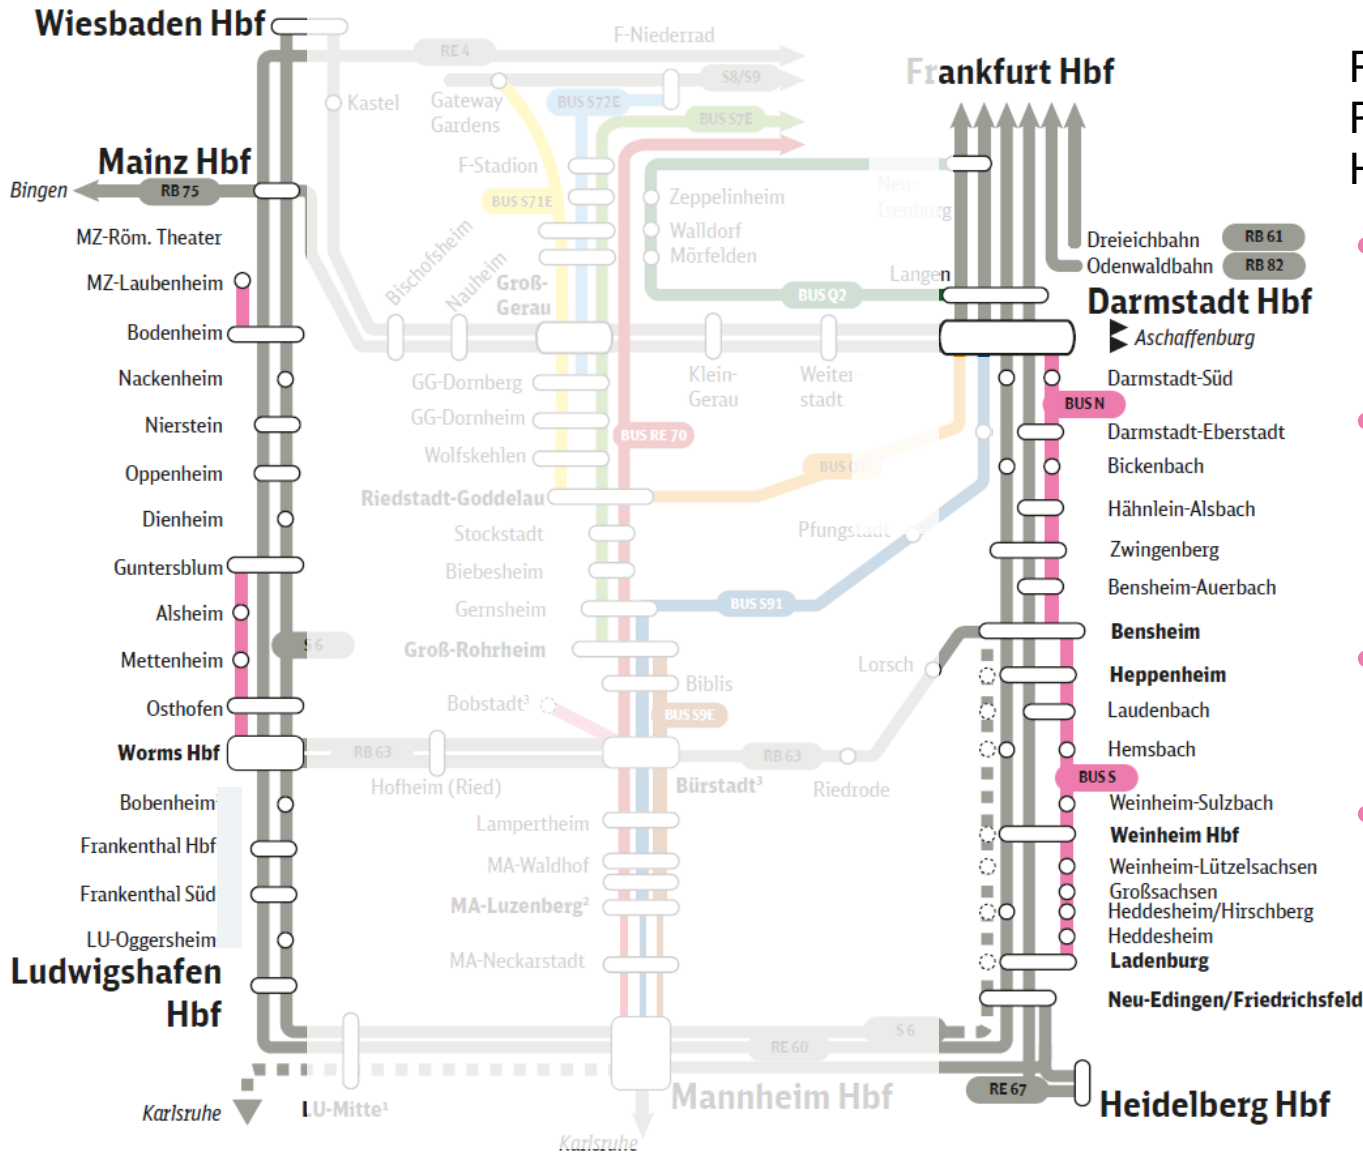 Wiesbaden Hbf
RE 4
F-Niederrad
Kastel
Gateway
Gardens
BUS S72E
S8/S9
BUS S7E
Frankfurt Hbf
F
F
H
Mainz Hbf
Bingen
RB 75
F-Stadion
BUS S71E
Zeppelinheim
Walldorf
Mörfelden
Neu-
Isenburg
MZ-Röm. Theater
Bischofsheim
Nauheim
Groß-
Gerau
Langen
BUS Q2
Dreieichbahn
RB 61
Odenwaldbahn
RB 82
Darmstadt Hbf
Aschaffenburg
MZ-Laubenheim
Bodenheim
Nackenheim
Nierstein
Oppenheim
Dienheim
Guntersblum
Alsheim
Mettenheim
Osthofen
Worms Hbf
S 6
GG-Dornberg
GG-Dornheim
Wolfskehlen
Riedstadt-Goddelau
Stockstadt
Biebesheim
Gernsheim
Groß-Rohrheim
Klein-
Gerau
Weiter-
stadt
BUS RE 70
BUS
Pfungstadt
BUS S91
Lorsch
Biblis
BUS S9E
Bobstadt³
RB 63
Hofheim (Ried)
Bürstadt³
RB 63
Riedrode
Darmstadt-Süd
BUS N
Darmstadt-Eberstadt
Bickenbach
Hähnlein-Alsbach
Zwingenberg
Bensheim-Auerbach
Bensheim
Heppenheim
Laudenbach
Hemsbach
BUS S
Weinheim-Sulzbach
Weinheim Hbf
Weinheim-Lützelsachsen
Großsachsen
Heddesheim/Hirschberg
Heddesheim
Ladenburg
Neu-Edingen/Friedrichsfeld
Bobenheim
Frankenthal Hbf
Frankenthal Süd
LU-Oggersheim
Ludwigshafen
Hbf
Lampertheim
MA-Waldhof
MA-Luzenberg²
MA-Neckarstadt
S 6
RE 60
RE 67
Karlsruhe
LU-Mitte¹
Mannheim Hbf
Heidelberg Hbf
Karlsruhe